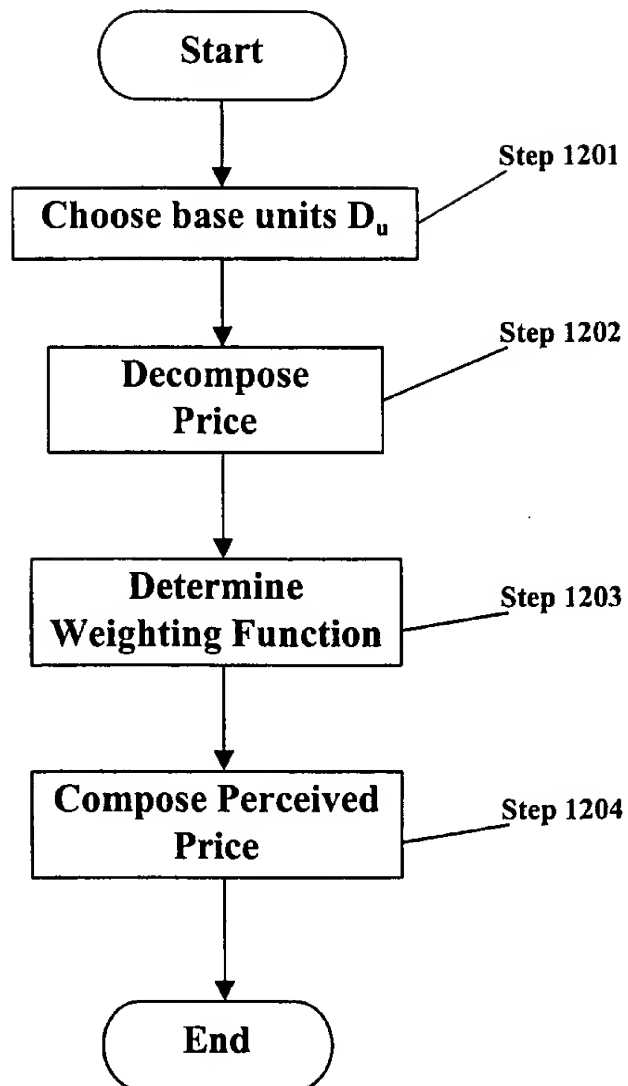 Start
Step 1201
Choose base units Du
Step 1202
Decompose
Price
Determine
Weighting Function
Step 1203
Compose Perceived
Price
Step 1204
End